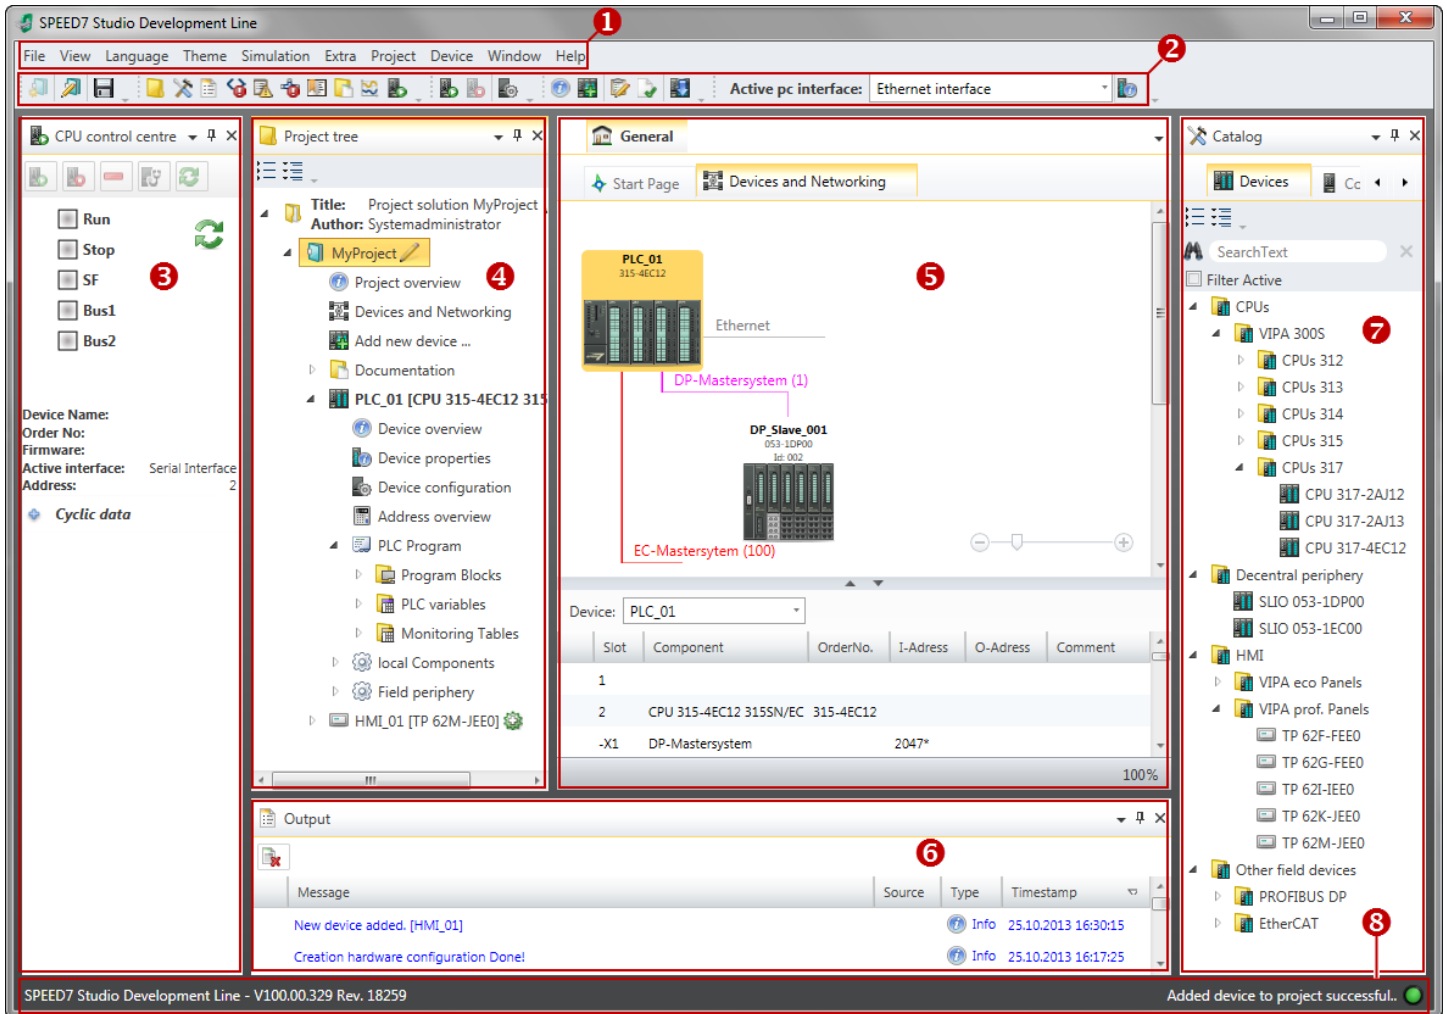 SPEED7 Studio Development Line
1
File View Language Theme Simulation Extra Project Device Window Help
2
Active pc interface: Ethernet interface
CPU control centre
Run
Stop
SF
3
Bus1
Bus2
Device Name:
Order No:
Firmware:
Active interface: Serial Interface
Address: 2
Cyclic data
Project tree
Title: Project solution MyProject
Author: Systemadministrator
MyProject
4
Project overview
Devices and Networking
Add new device ...
Documentation
PLC_01 [CPU 315-4EC12 315
Device overview
Device properties
Device configuration
Address overview
PLC Program
Program Blocks
PLC variables
Monitoring Tables
local Components
Field periphery
HMI_01 [TP 62M-JEE0]
General
Start Page Devices and Networking
PLC_01
315-4EC12
5
Ethernet
DP-Mastersystem (1)
DP_Slave_001
053-1DP00
Id: 002
EC-Mastersytem (100)
Device: PLC_01
Slot Component OrderNo. I-Adress O-Adress Comment
1
2 CPU 315-4EC12 315SN/EC 315-4EC12
-X1 DP-Mastersystem 2047*
100%
Output
6
Message Source Type Timestamp
New device added. [HMI_01] Info 25.10.2013 16:30:15
Creation hardware configuration Done! Info 25.10.2013 16:17:25
Catalog
Devices Cc
SearchText
Filter Active
CPUs
7
VIPA 300S
CPUs 312
CPUs 313
CPUs 314
CPUs 315
CPUs 317
CPU 317-2AJ12
CPU 317-2AJ13
CPU 317-4EC12
Decentral periphery
SLIO 053-1DP00
SLIO 053-1EC00
HMI
VIPA eco Panels
VIPA prof. Panels
TP 62F-FEE0
TP 62G-FEE0
TP 62I-IEE0
TP 62K-JEE0
TP 62M-JEE0
Other field devices
PROFIBUS DP
EtherCAT
8
SPEED7 Studio Development Line - V100.00.329 Rev. 18259
Added device to project successful..